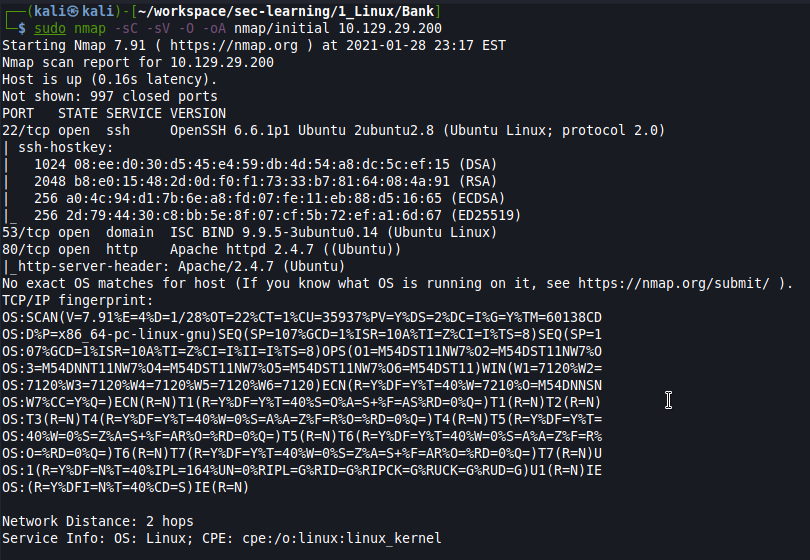 ┌──(kali㉿kali)-[~/workspace/sec-learning/1_Linux/Bank]
└─$ sudo nmap -sC -sV -O -oA nmap/initial 10.129.29.200
Starting Nmap 7.91 ( https://nmap.org ) at 2021-01-28 23:17 EST
Nmap scan report for 10.129.29.200
Host is up (0.16s latency).
Not shown: 997 closed ports
PORT   STATE SERVICE VERSION
22/tcp open  ssh     OpenSSH 6.6.1p1 Ubuntu 2ubuntu2.8 (Ubuntu Linux; protocol 2.0)
| ssh-hostkey:
|   1024 08:ee:d0:30:d5:45:e4:59:db:4d:54:a8:dc:5c:ef:15 (DSA)
|   2048 b8:e0:15:48:2d:0d:f0:f1:73:33:b7:81:64:08:4a:91 (RSA)
|   256 a0:4c:94:d1:7b:6e:a8:fd:07:fe:11:eb:88:d5:16:65 (ECDSA)
|_  256 2d:79:44:30:c8:bb:5e:8f:07:cf:5b:72:ef:a1:6d:67 (ED25519)
53/tcp open  domain  ISC BIND 9.9.5-3ubuntu0.14 (Ubuntu Linux)
80/tcp open  http    Apache httpd 2.4.7 ((Ubuntu))
|_http-server-header: Apache/2.4.7 (Ubuntu)
No exact OS matches for host (If you know what OS is running on it, see https://nmap.org/submit/ ).
TCP/IP fingerprint:
OS:SCAN(V=7.91%E=4%D=1/28%OT=22%CT=1%CU=35937%PV=Y%DS=2%DC=I%G=Y%TM=60138CD
OS:D%P=x86_64-pc-linux-gnu)SEQ(SP=107%GCD=1%ISR=10A%TI=Z%CI=I%TS=8)SEQ(SP=1
OS:07%GCD=1%ISR=10A%TI=Z%CI=I%II=I%TS=8)OPS(O1=M54DST11NW7%O2=M54DST11NW7%O
OS:3=M54DNNT11NW7%O4=M54DST11NW7%O5=M54DST11NW7%O6=M54DST11)WIN(W1=7120%W2=
OS:7120%W3=7120%W4=7120%W5=7120%W6=7120)ECN(R=Y%DF=Y%T=40%W=7210%O=M54DNNSN
OS:W7%CC=Y%Q=)ECN(R=N)T1(R=Y%DF=Y%T=40%S=O%A=S+%F=AS%RD=0%Q=)T1(R=N)T2(R=N)
OS:T3(R=N)T4(R=Y%DF=Y%T=40%W=0%S=A%A=Z%F=R%O=%RD=0%Q=)T4(R=N)T5(R=Y%DF=Y%T=
OS:40%W=0%S=Z%A=S+%F=AR%O=%RD=0%Q=)T5(R=N)T6(R=Y%DF=Y%T=40%W=0%S=A%A=Z%F=R%
OS:O=%RD=0%Q=)T6(R=N)T7(R=Y%DF=Y%T=40%W=0%S=Z%A=S+%F=AR%O=%RD=0%Q=)T7(R=N)U
OS:1(R=Y%DF=N%T=40%IPL=164%UN=0%RIPL=G%RID=G%RIPCK=G%RUCK=G%RUD=G)U1(R=N)IE
OS:(R=Y%DFI=N%T=40%CD=S)IE(R=N)
Network Distance: 2 hops
Service Info: OS: Linux; CPE: cpe:/o:linux:linux_kernel